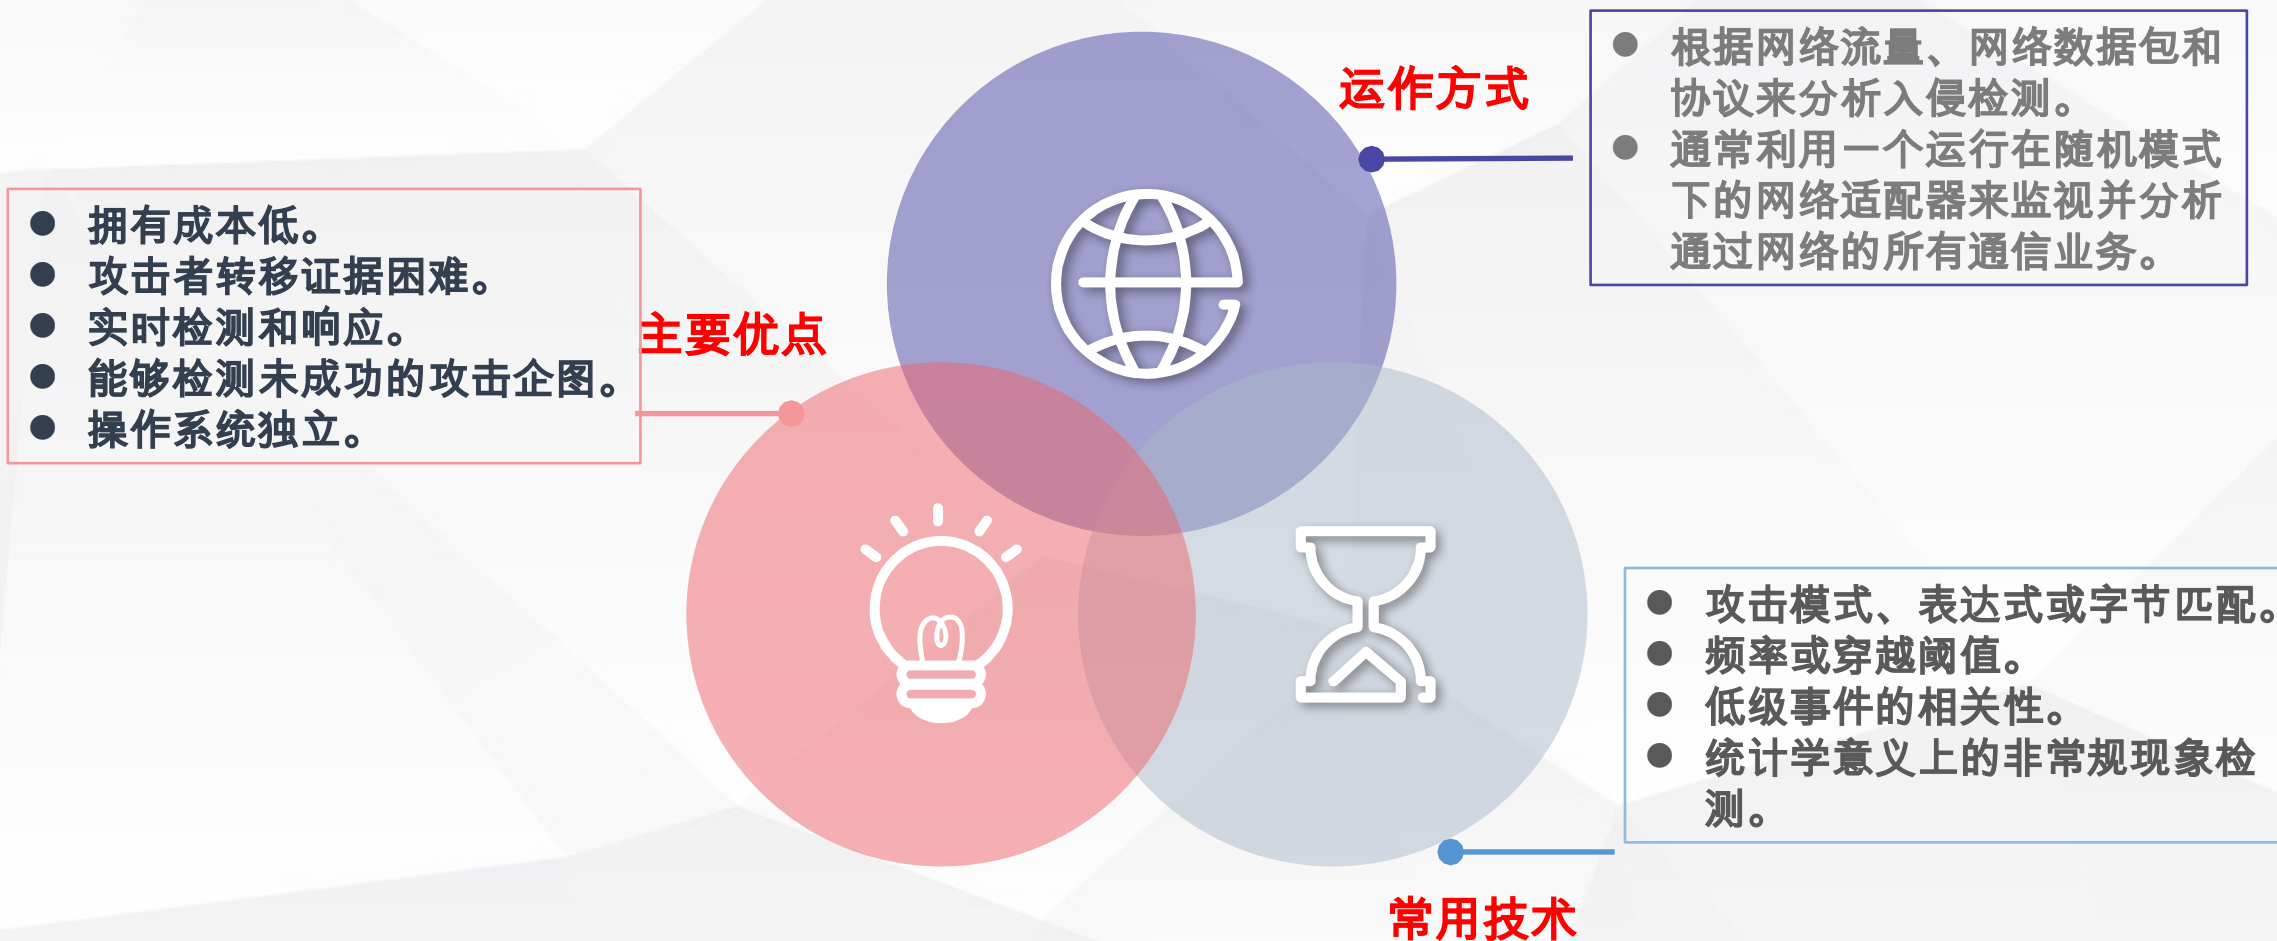 运作方式
● 根据网络流量、网络数据包和
协议来分析入侵检测。
● 通常利用一个运行在随机模式
下的网络适配器来监视并分析
通过网络的所有通信业务。
主要优点
● 拥有成本低。
● 攻击者转移证据困难。
● 实时检测和响应。
● 能够检测未成功的攻击企图。
● 操作系统独立。
● 攻击模式、表达式或字节匹配。
● 频率或穿越阈值。
● 低级事件的相关性。
● 统计学意义上的非常规现象检
测。
常用技术